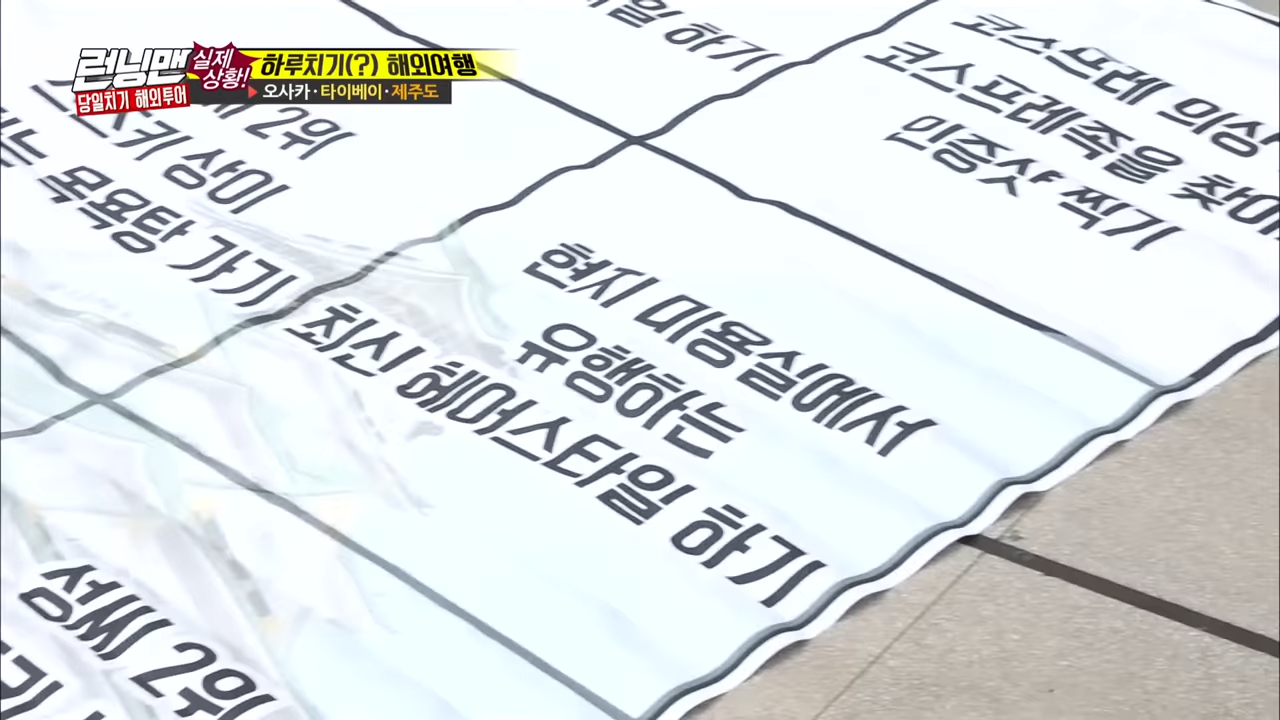 런닝맨
당일치기 해외투어
실제
상황!
하루치기(?) 해외여행
오사카·타이베이·제주도
일 하기
코스프레 의상
코스프레족을 찾아
인증샷 찍기
2위
상이
목욕탕 가기
현지 미용실에서
유행하는
최신 헤어스타일 하기
성씨 2위